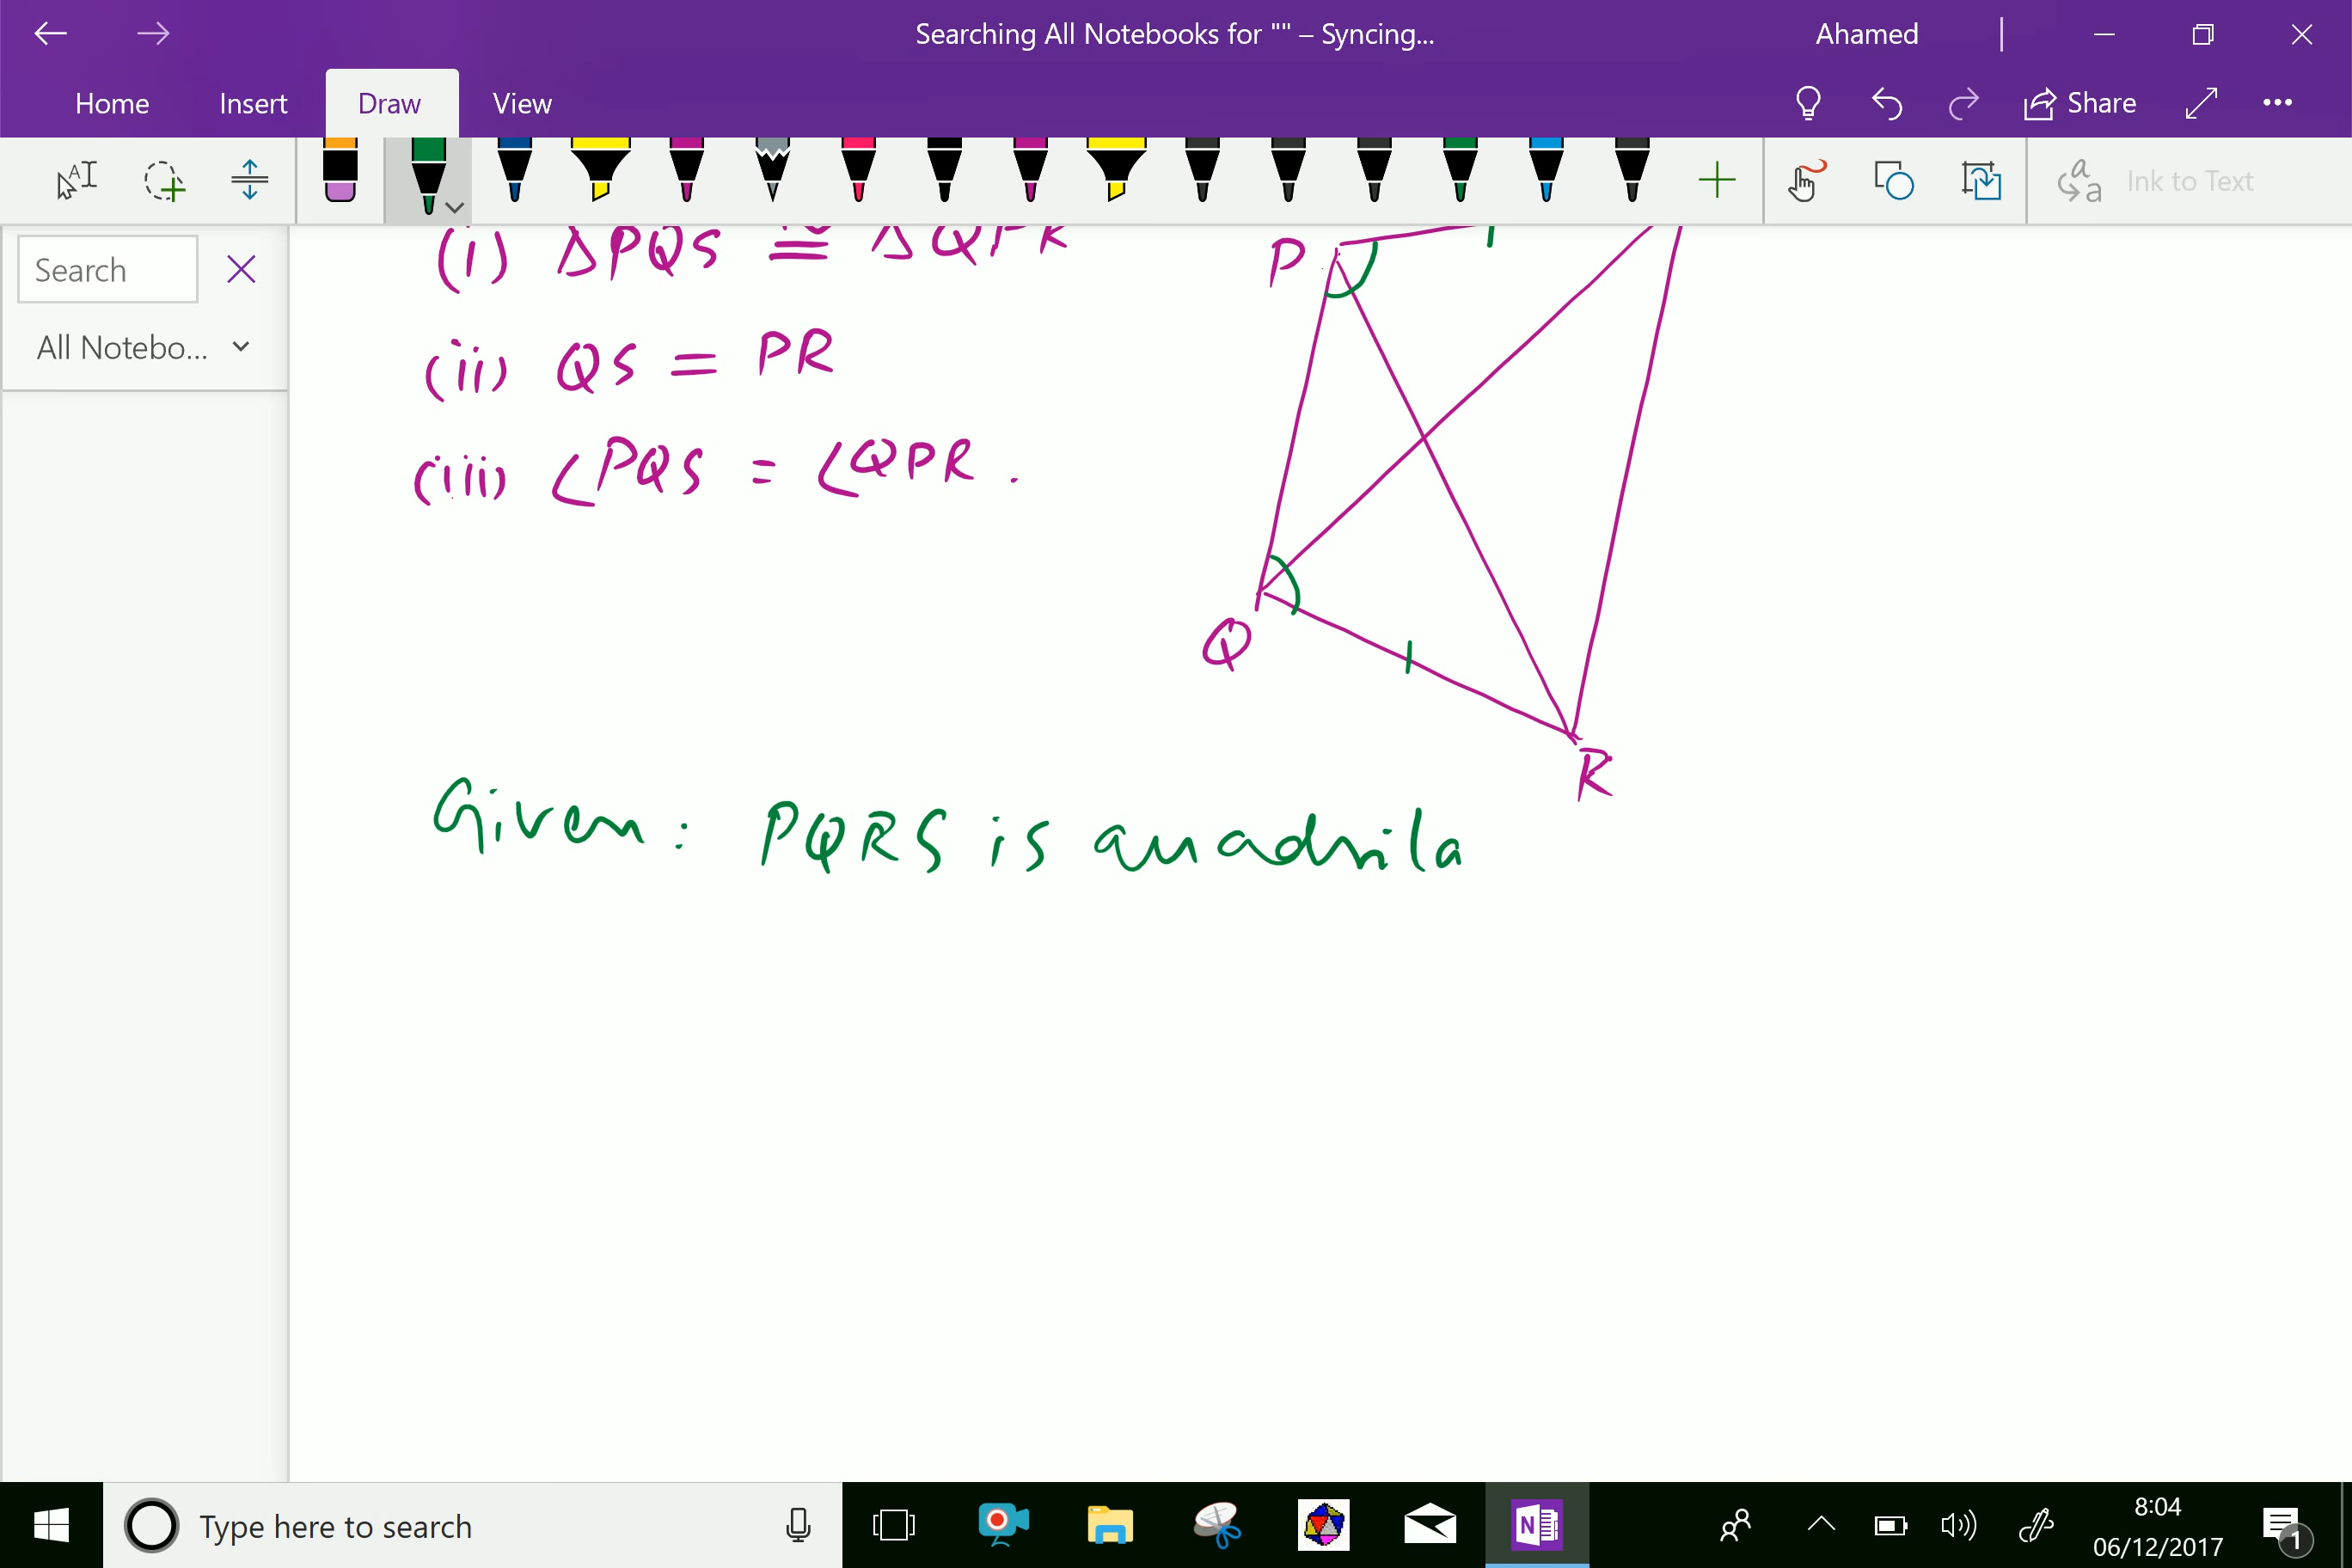 Searching All Notebooks for "" – Syncing...
Ahamed
Home Insert Draw View
Share
Ink to Text
Search
All Notebo...
(i) ΔPQS ≅ ΔQPR
(ii) QS = PR
(iii) ∠PQS = ∠QPR .
P
Q
R
Given : PQRS is quadrila
Type here to search
8:04
06/12/2017
1